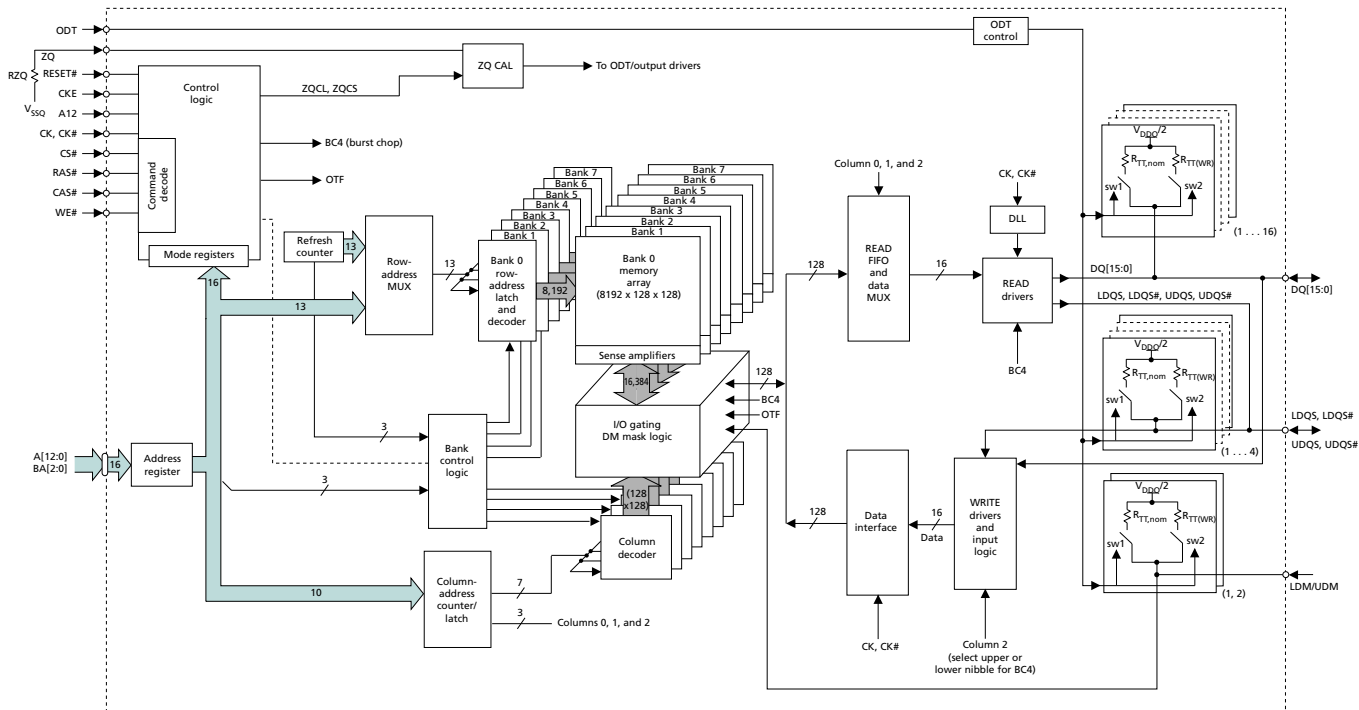 ODT
ODT
control
ZQ
RZQ
RESET#
CKE
VSSQ
A12
CK, CK#
CS#
RAS#
CAS#
WE#
Control
logic
Command
decode
Mode registers
ZQCL, ZQCS
ZQ CAL
To ODT/output drivers
BC4 (burst chop)
OTF
Refresh
counter
13
16
13
Row-
address
MUX
13
Bank 7
Bank 6
Bank 5
Bank 4
Bank 3
Bank 2
Bank 1
Bank 0
row-
address
latch
and
decoder
8,192
Bank 7
Bank 6
Bank 5
Bank 4
Bank 3
Bank 2
Bank 1
Bank 0
memory
array
(8192 x 128 x 128)
Sense amplifiers
16,384
I/O gating
DM mask logic
128
BC4
OTF
(128
x128)
Column
decoder
A[12:0]
BA[2:0]
16
Address
register
3
3
Bank
control
logic
10
Column-
address
counter/
latch
7
3
Columns 0, 1, and 2
Column 0, 1, and 2
128
READ
FIFO
and
data
MUX
16
CK, CK#
DLL
READ
drivers
BC4
DQ[15:0]
LDQS, LDQS#, UDQS, UDQS#
128
Data
interface
CK, CK#
16
Data
WRITE
drivers
and
input
logic
Column 2
(select upper or
lower nibble for BC4)
VDDQ/2
RTT,nom
RTT(WR)
sw1
sw2
(1 . . . 16)
DQ[15:0]
VDDQ/2
RTT,nom
RTT(WR)
sw1
sw2
(1 . . . 4)
LDQS, LDQS#
UDQS, UDQS#
VDDQ/2
RTT,nom
RTT(WR)
sw1
sw2
(1, 2)
LDM/UDM